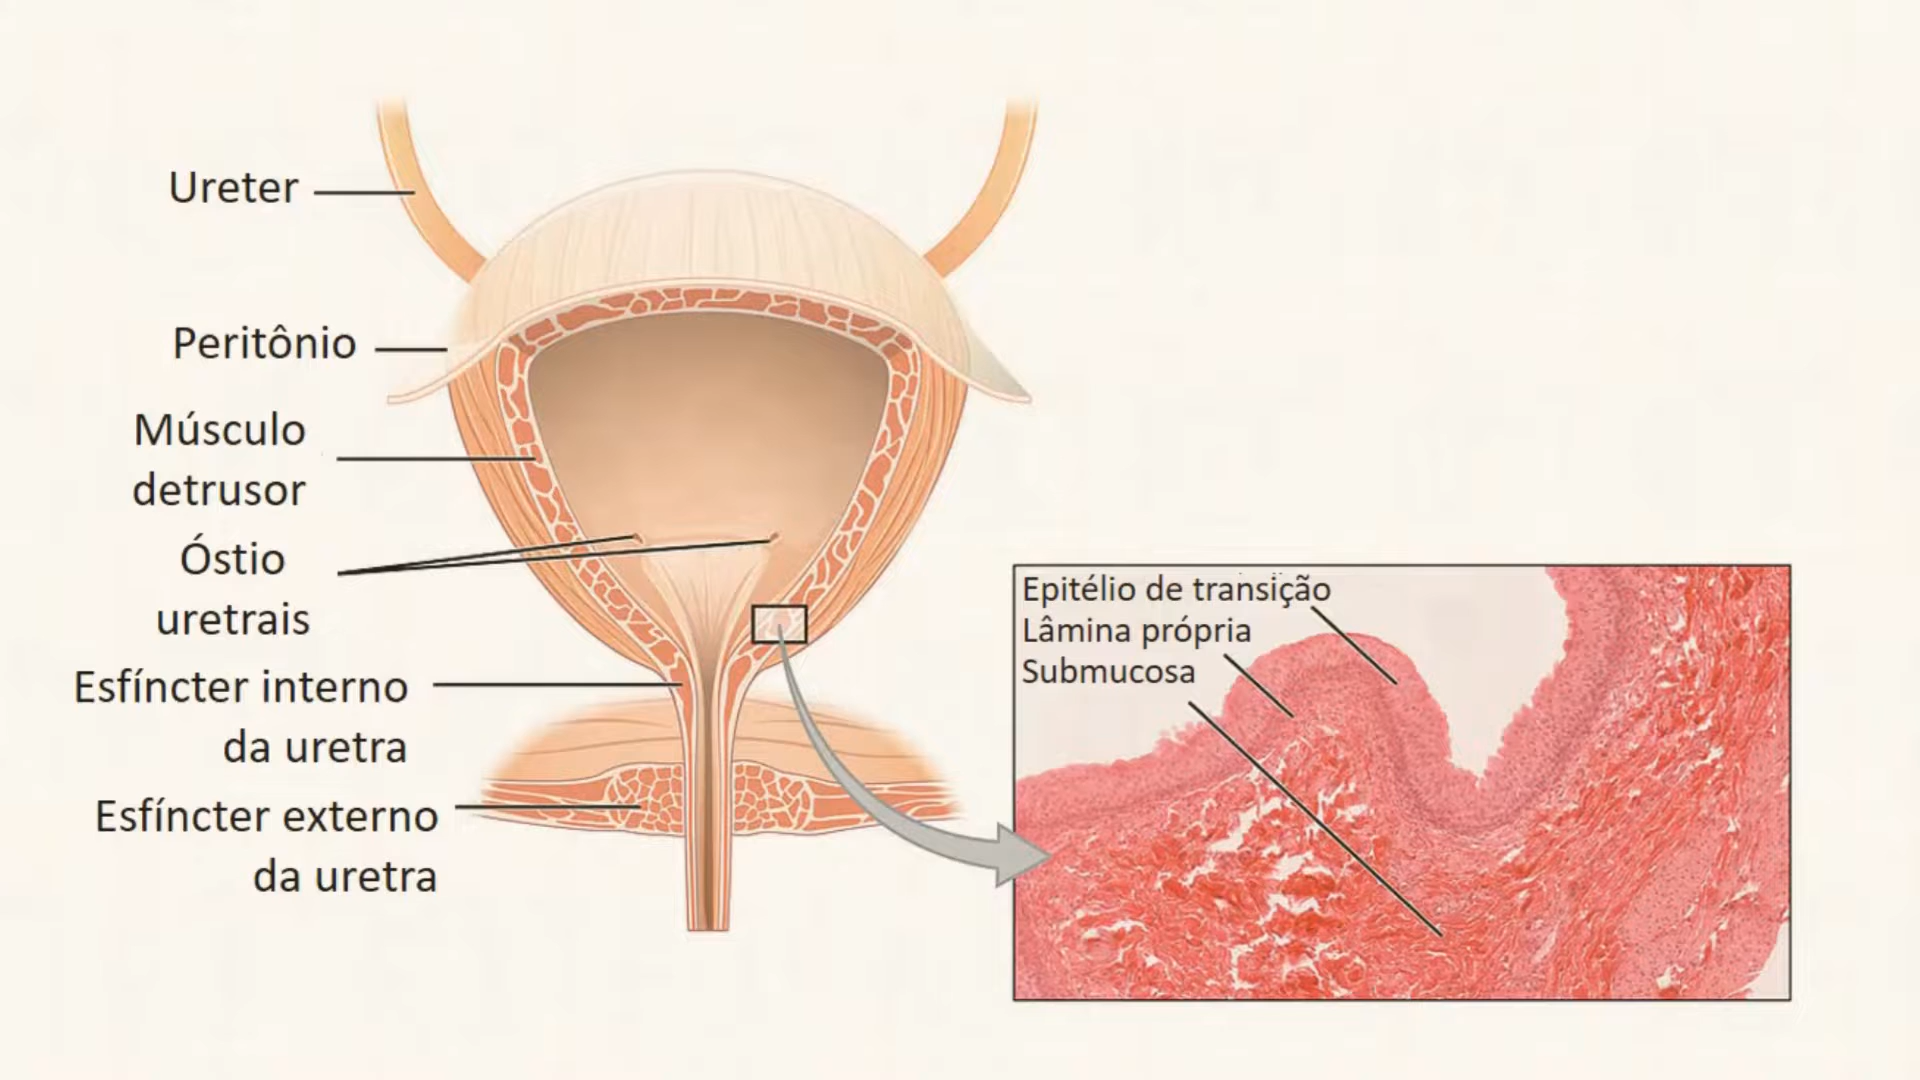 Ureter
Peritônio
Músculo
detrusor
Óstio
uretrais
Esfíncter interno
da uretra
Esfíncter externo
da uretra
Epitélio de transição
Lâmina própria
Submucosa